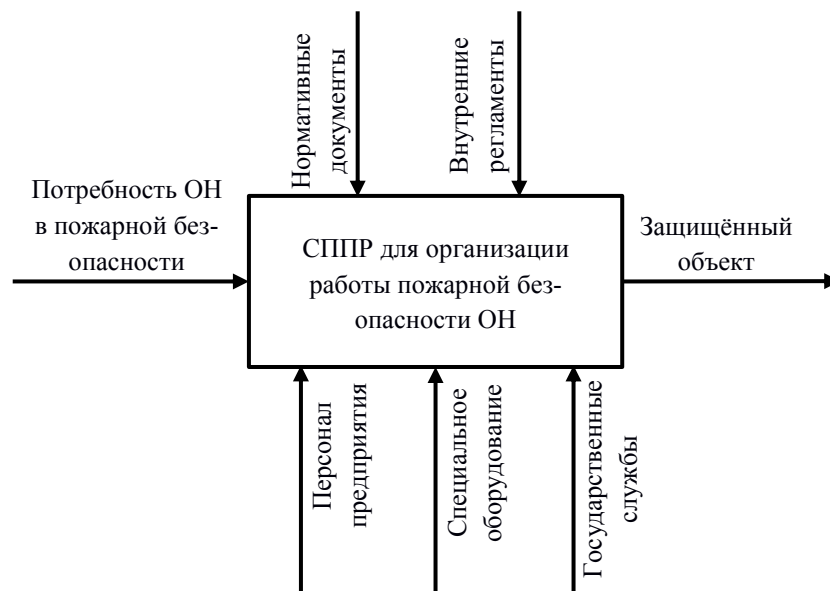 Нормативные
документы
Внутренние
регламенты
Потребность ОН
в пожарной без-
опасности
СППР для организации
работы пожарной без-
опасности ОН
Защищённый
объект
Персонал
предприятия
Специальное
оборудование
Государственные
службы